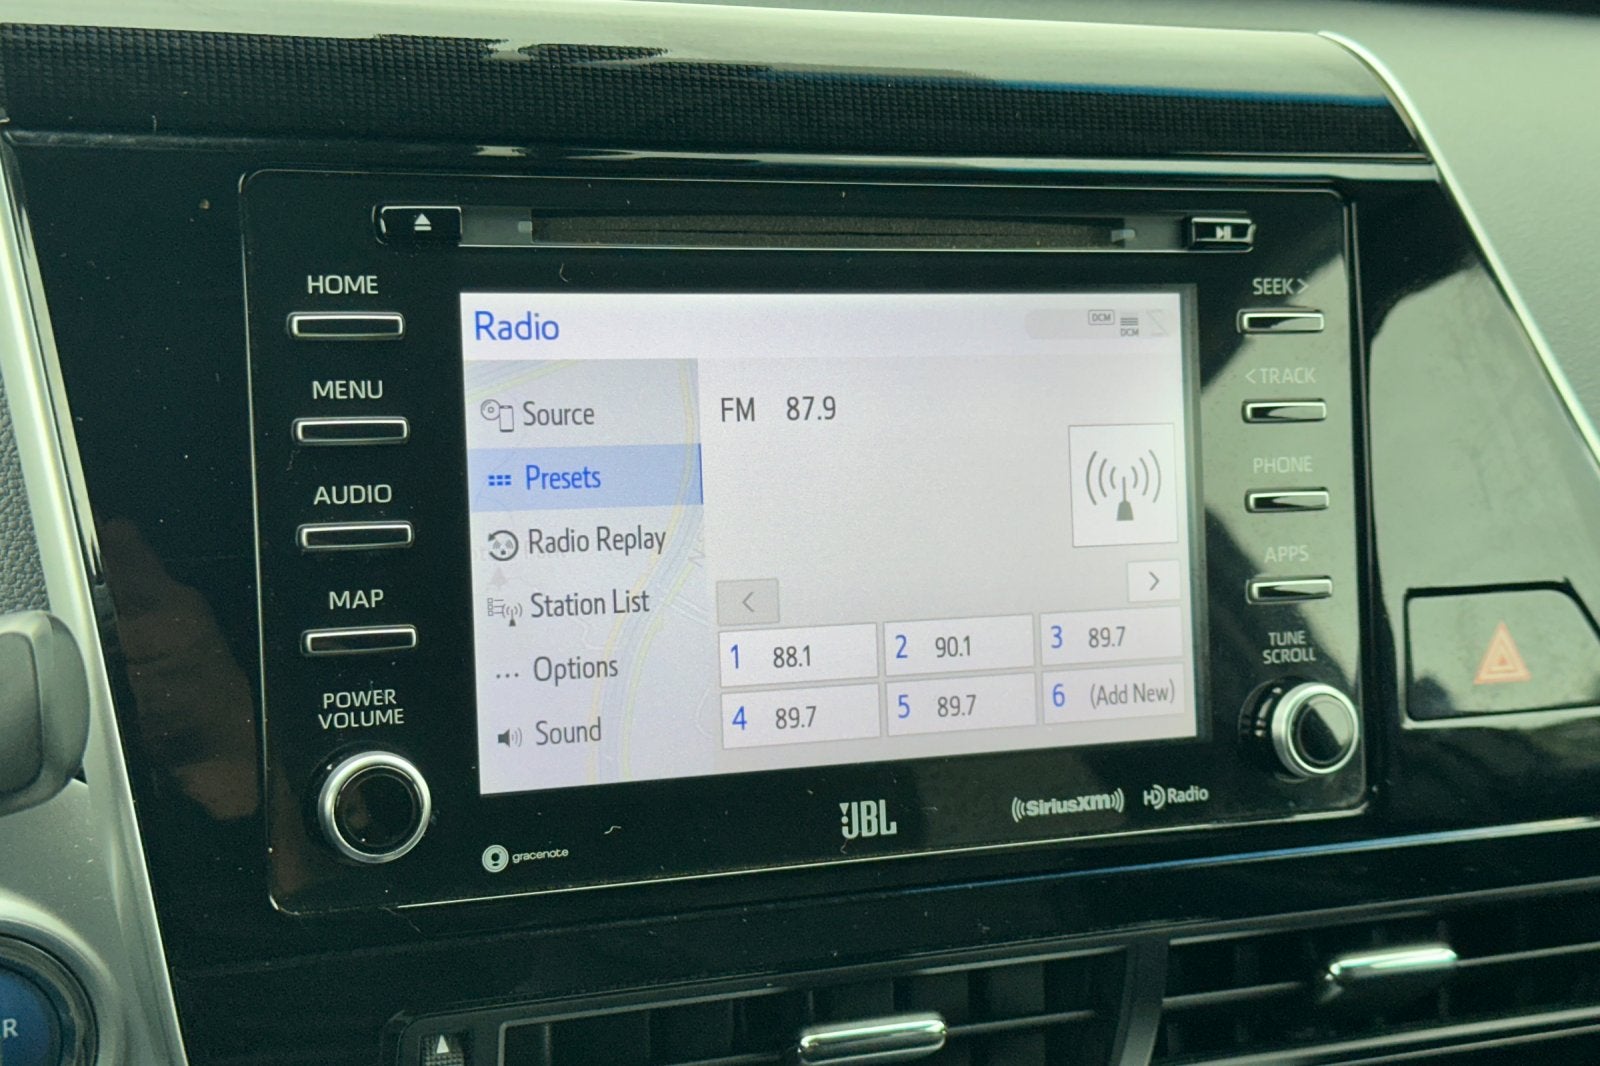 HOME
MENU
AUDIO
MAP
POWER
VOLUME
Radio
DCM
DCM
Source
Presets
Radio Replay
Station List
... Options
Sound
FM 87.9
<
>
1 88.1
2 90.1
3 89.7
4 89.7
5 89.7
6 (Add New)
SEEK >
< TRACK
PHONE
APPS
TUNE
SCROLL
gracenote
JBL
SiriusXM
HD Radio
R